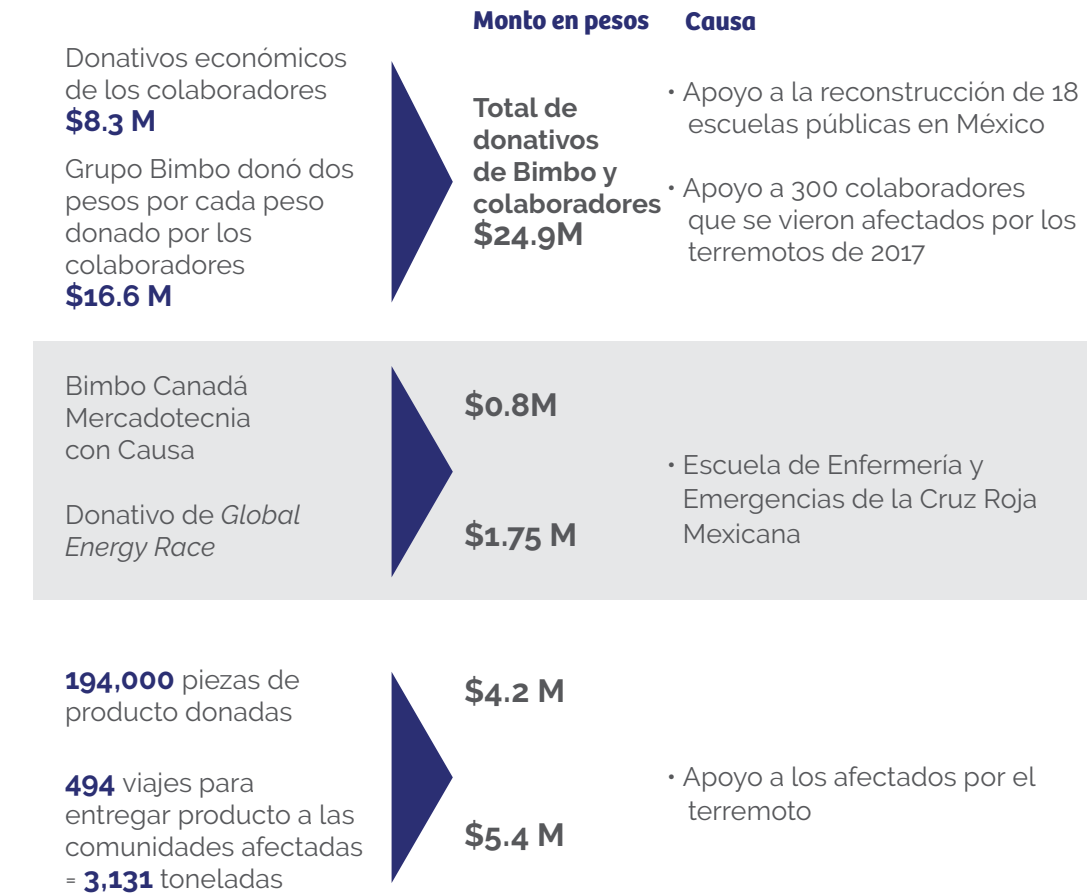 Monto en pesos
Causa
Donativos económicos
de los colaboradores
$8.3 M
Grupo Bimbo donó dos
pesos por cada peso
donado por los
colaboradores
$16.6 M
Total de
donativos
de Bimbo y
colaboradores
$24.9M
• Apoyo a la reconstrucción de 18
escuelas públicas en México
• Apoyo a 300 colaboradores
que se vieron afectados por los
terremotos de 2017
Bimbo Canadá
Mercadotecnia
con Causa
$0.8M
Donativo de Global
Energy Race
$1.75 M
• Escuela de Enfermería y
Emergencias de la Cruz Roja
Mexicana
194,000 piezas de
producto donadas
$4.2 M
494 viajes para
entregar producto a las
comunidades afectadas
= 3,131 toneladas
$5.4 M
• Apoyo a los afectados por el
terremoto